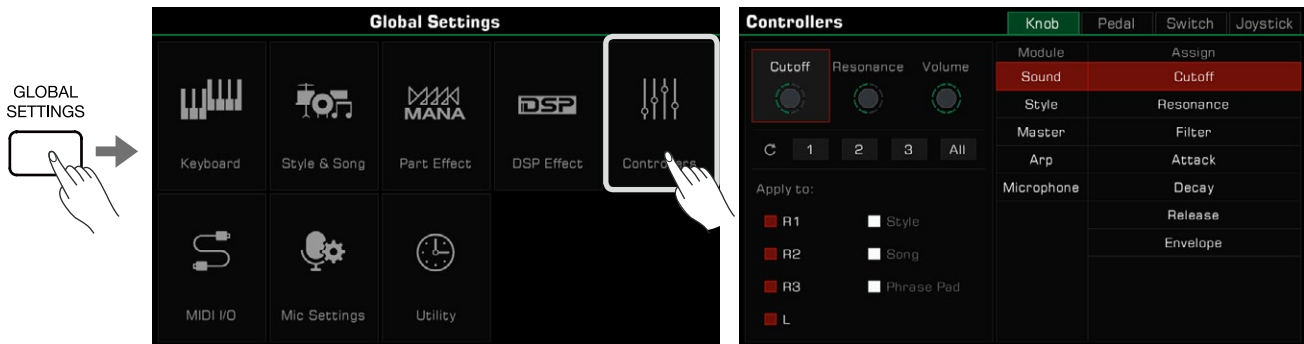 GLOBAL
SETTINGS
Global Settings
MANA
DSP
Keyboard
Style & Song
Part Effect
DSP Effect
Controllers
MIDI I/O
Mic Settings
Utility
Controllers
Knob
Pedal
Switch
Joystick
Cutoff
Resonance
Volume
1
2
3
All
Apply to:
R1
Style
R2
Song
R3
Phrase Pad
L
Module
Assign
Sound
Cutoff
Style
Resonance
Master
Filter
Arp
Attack
Microphone
Decay
Release
Envelope